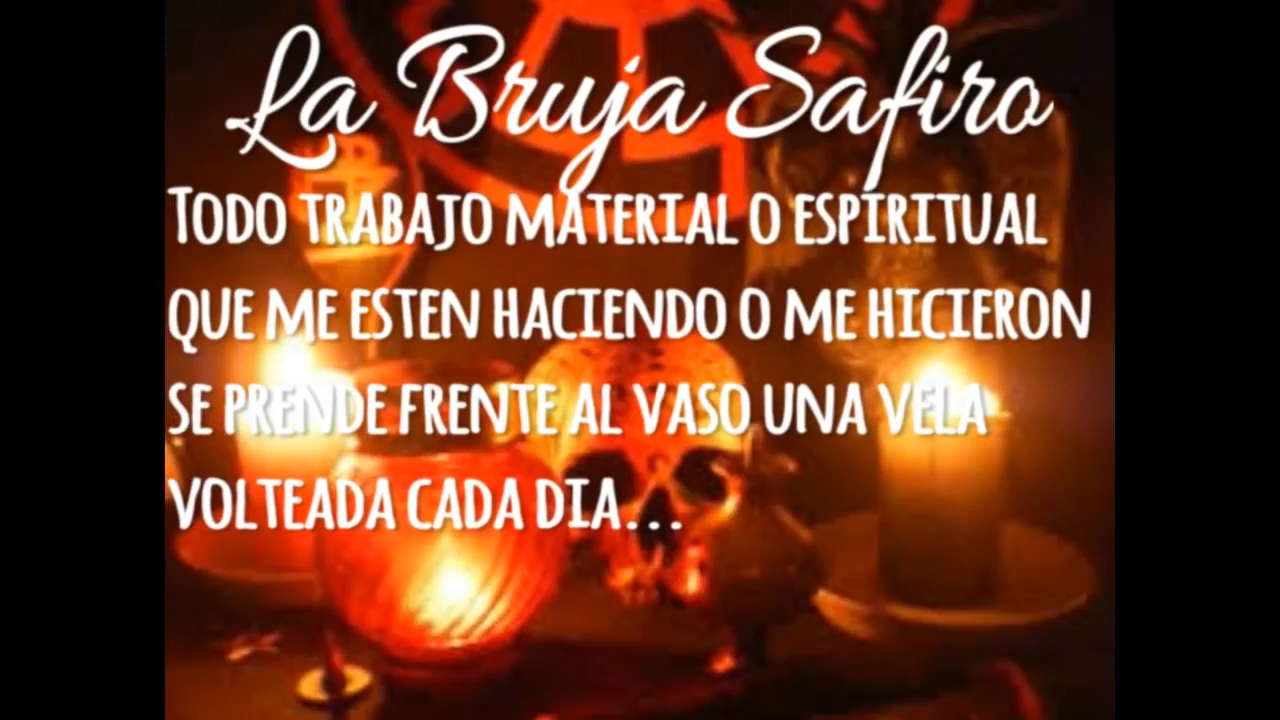 La Bruja Safiro
TODO TRABAJO MATERIAL O ESPIRITUAL
QUE ME ESTEN HACIENDO O ME HICIERON
SE PRENDE FRENTE AL VASO UNA VELA
VOLTEADA CADA DIA...